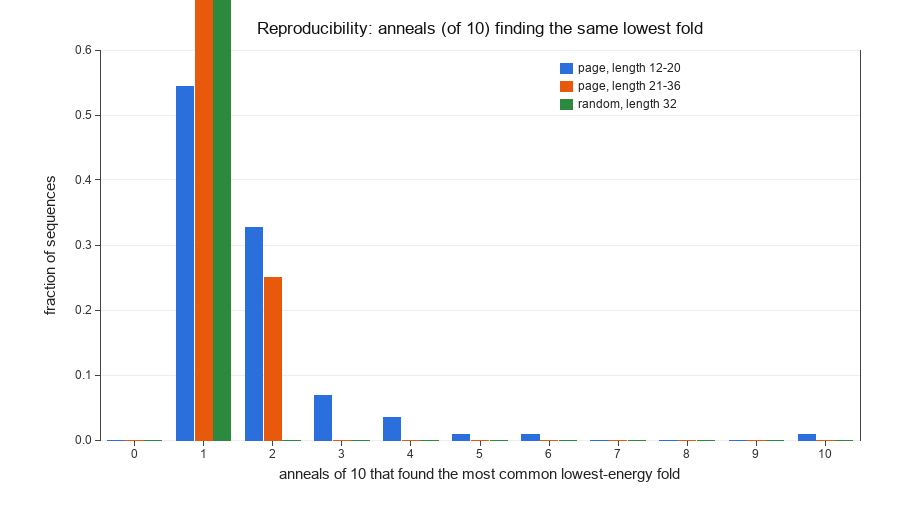 Reproducibility: anneals (of 10) finding the same lowest fold
page, length 12-20
page, length 21-36
random, length 32
0.6
0.5
0.4
0.3
0.2
0.1
0.0
fraction of sequences
0 1 2 3 4 5 6 7 8 9 10
anneals of 10 that found the most common lowest-energy fold